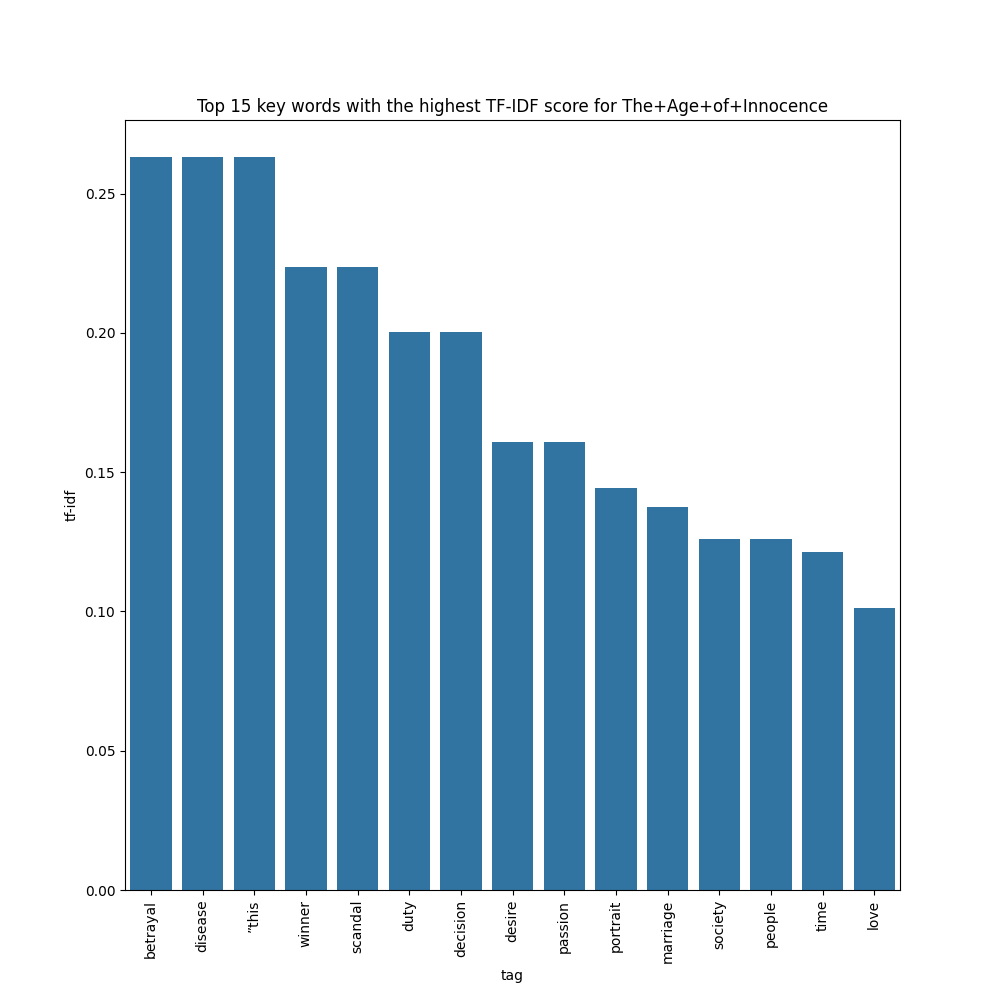 Top 15 key words with the highest TF-IDF score for The+Age+of+Innocence
0.25
0.20
0.15
0.10
0.05
0.00
tf-idf
betrayal
disease
"this
winner
scandal
duty
decision
desire
passion
portrait
marriage
society
people
time
love
tag